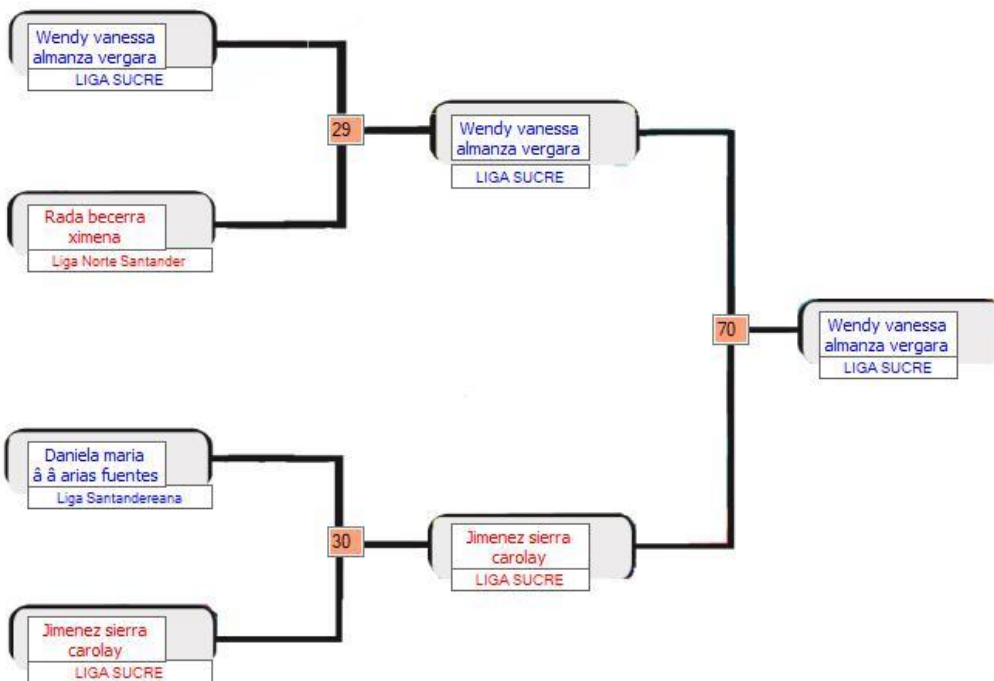 Wendy vanessa
almanza vergara
LIGA SUCRE
29
Rada becerra
ximena
Liga Norte Santander
Wendy vanessa
almanza vergara
LIGA SUCRE
70
Wendy vanessa
almanza vergara
LIGA SUCRE
Daniela maria
â â arias fuentes
Liga Santandereana
30
Jimenez sierra
carolay
LIGA SUCRE
Jimenez sierra
carolay
LIGA SUCRE